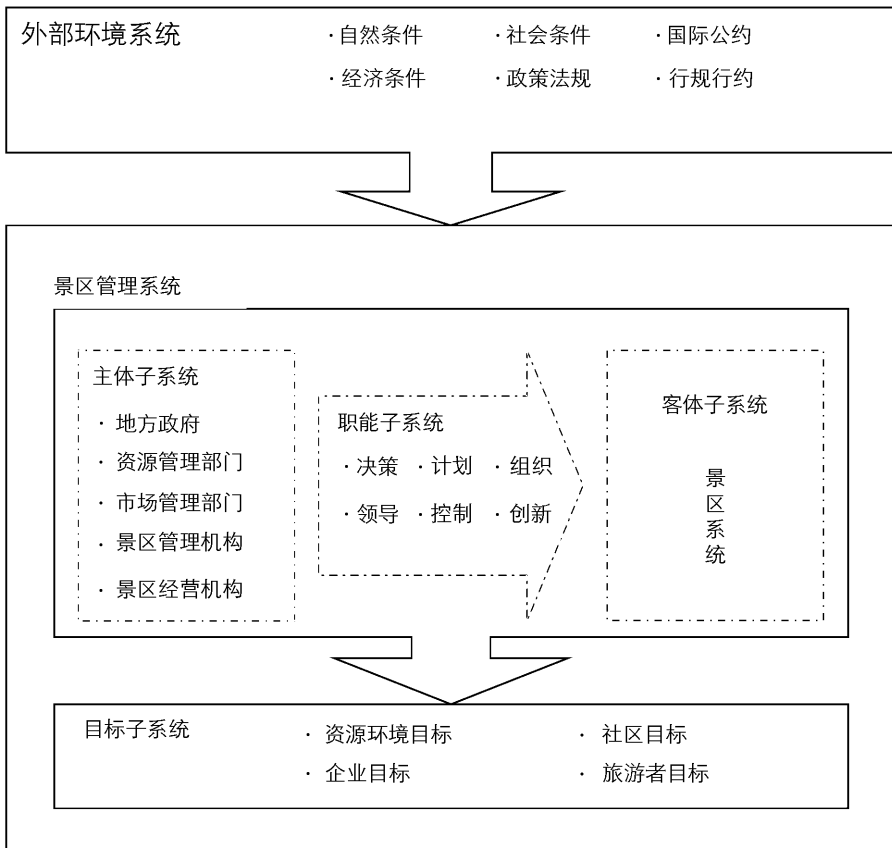 外部环境系统
·自然条件 ·社会条件 ·国际公约
·经济条件 ·政策法规 ·行规行约
景区管理系统
主体子系统
· 地方政府
· 资源管理部门
· 市场管理部门
· 景区管理机构
· 景区经营机构
职能子系统
·决策 ·计划 ·组织
·领导 ·控制 ·创新
客体子系统
景
区
系
统
目标子系统
· 资源环境目标 · 社区目标
· 企业目标 · 旅游者目标